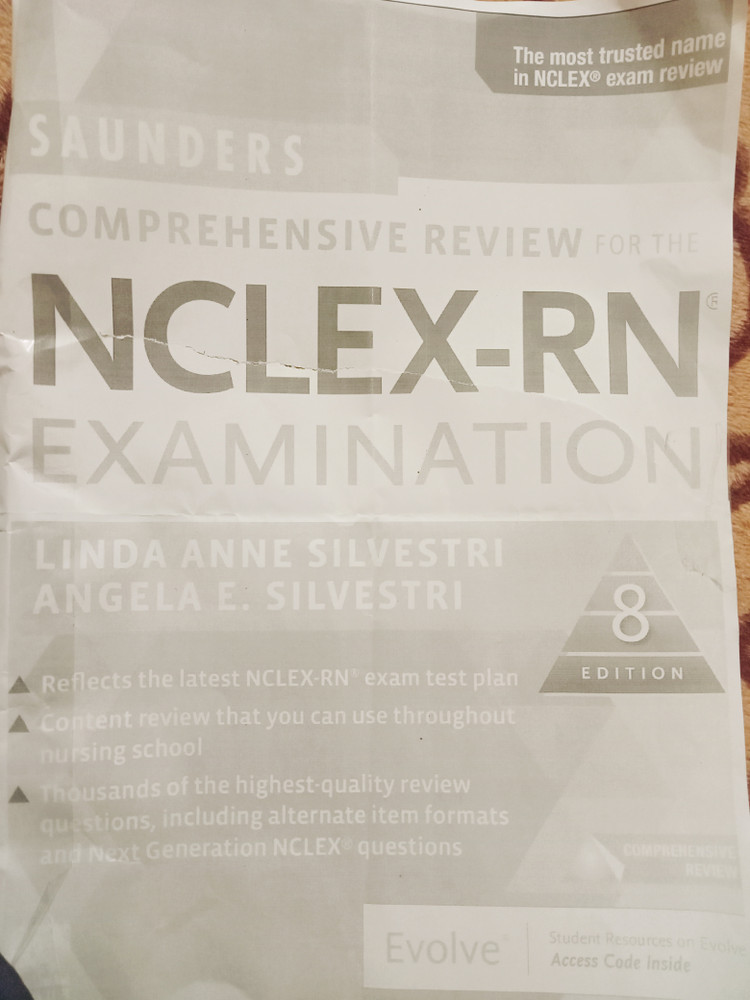 The most trusted name
in NCLEX® exam review
SAUNDERS
COMPREHENSIVE REVIEW FOR THE
NCLEX-RN®
EXAMINATION
LINDA ANNE SILVESTRI
ANGELA E. SILVESTRI
8
EDITION
▲ Reflects the latest NCLEX-RN® exam test plan
▲ Content review that you can use throughout
nursing school
▲ Thousands of the highest-quality review
questions, including alternate item formats
and Next Generation NCLEX® questions
COMPREHENSIVE
REVIEW
Evolve®
Student Resources on Evolve
Access Code Inside